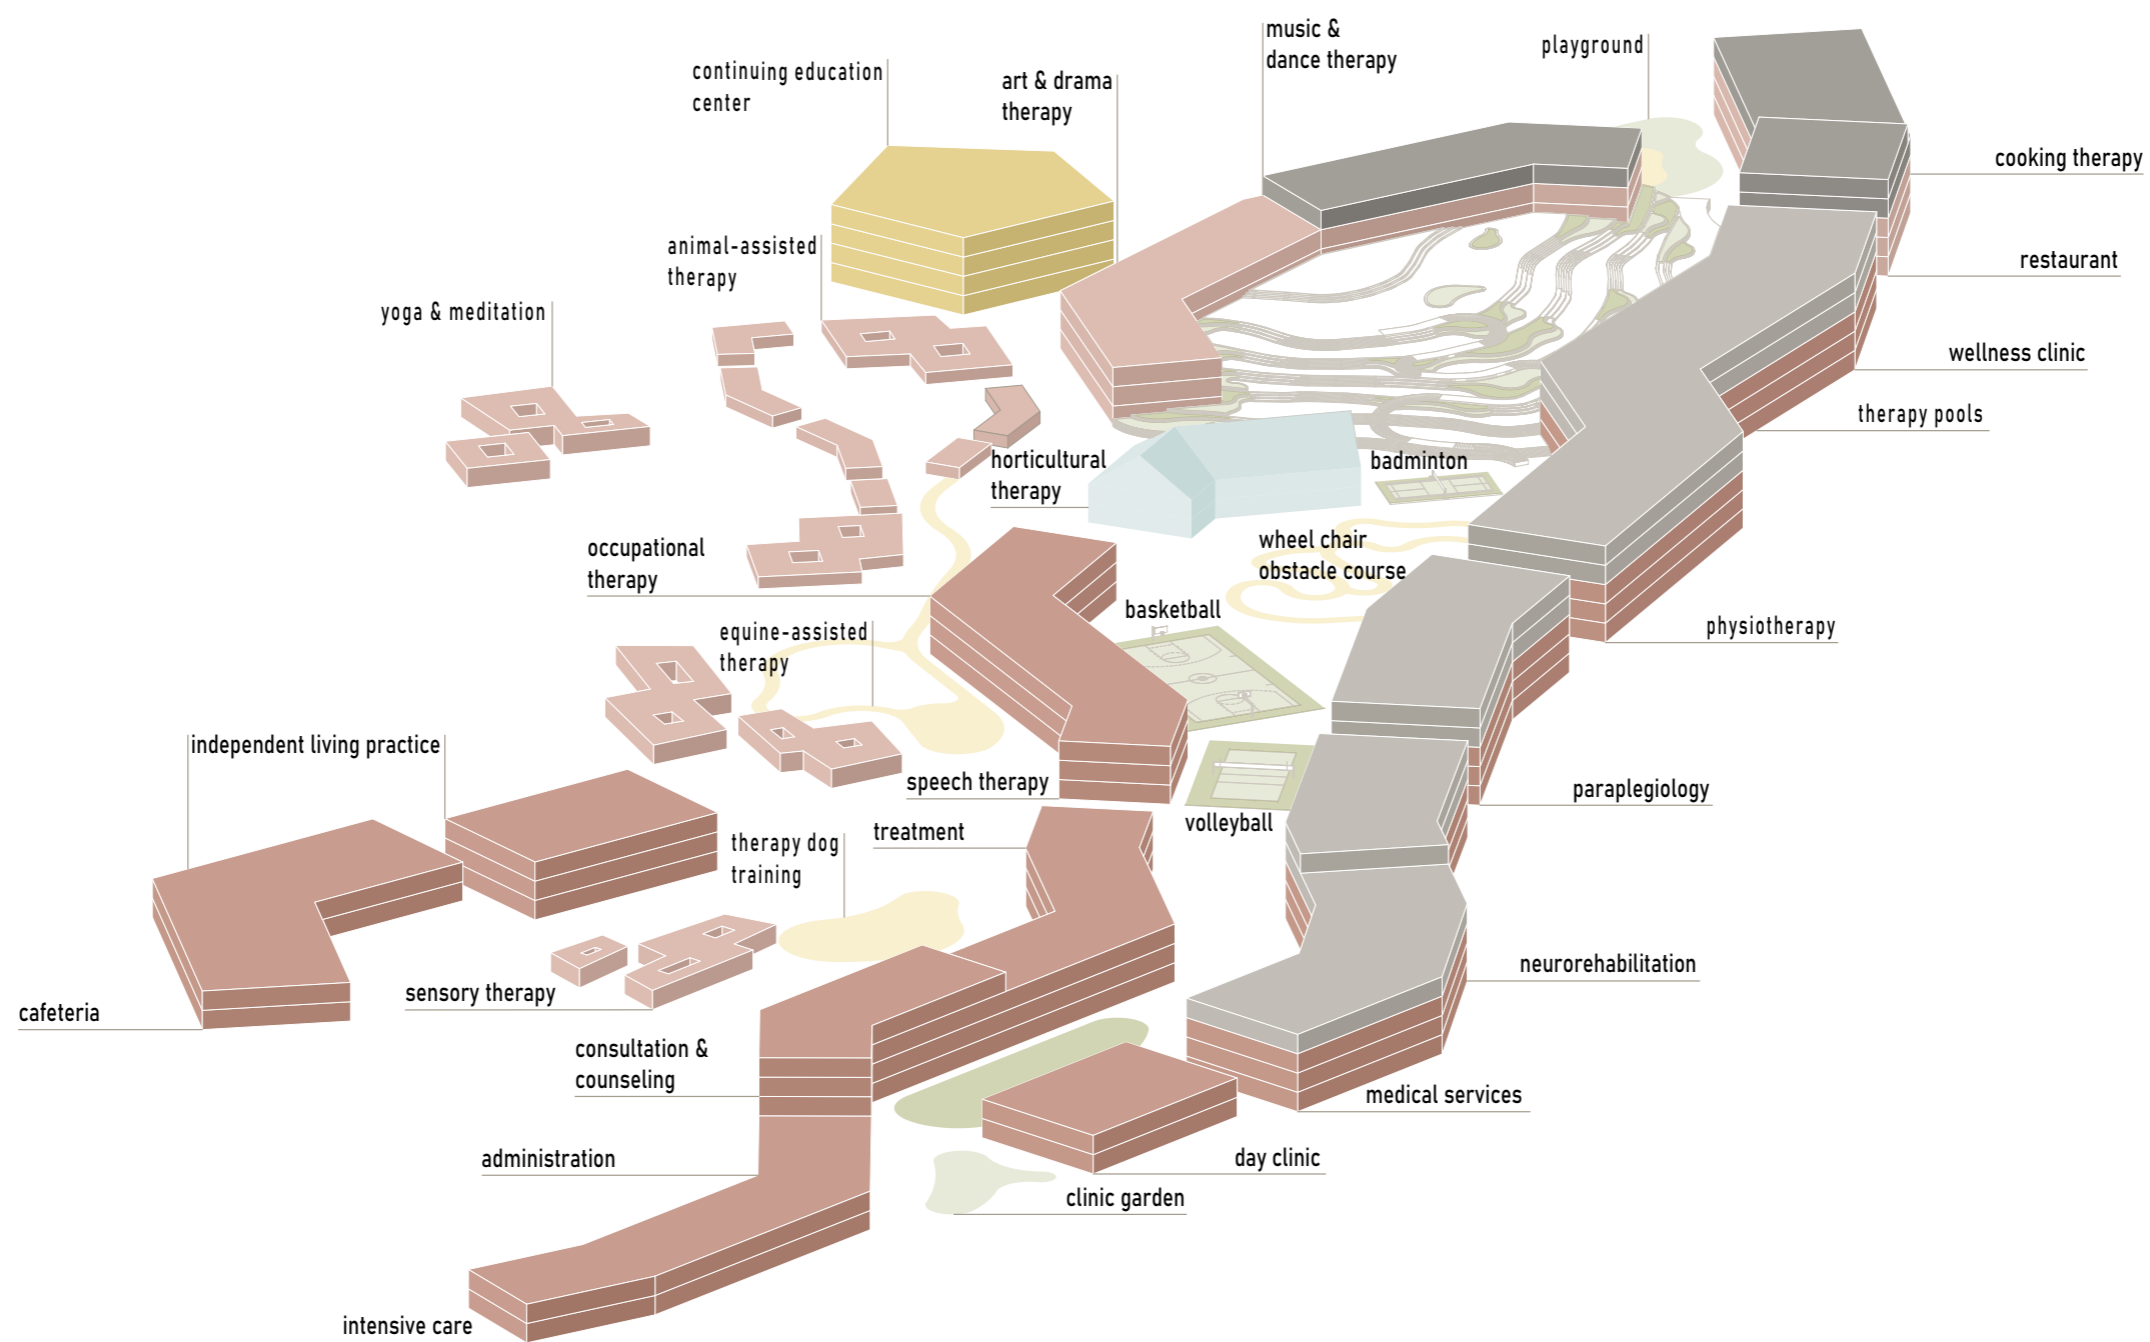 music &
dance therapy
playground
continuing education
center
art & drama
therapy
cooking therapy
animal-assisted
therapy
restaurant
yoga & meditation
wellness clinic
therapy pools
horticultural
therapy
badminton
occupational
therapy
wheel chair
obstacle course
basketball
equine-assisted
therapy
physiotherapy
independent living practice
speech therapy
paraplegiology
volleyball
treatment
therapy dog
training
neurorehabilitation
sensory therapy
cafeteria
consultation &
counseling
medical services
administration
day clinic
clinic garden
intensive care